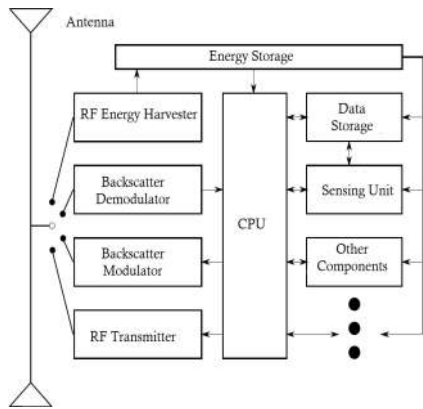 Antenna
Energy Storage
RF Energy Harvester
Data
Storage
Backscatter
Demodulator
Sensing Unit
CPU
Backscatter
Modulator
Other
Components
RF Transmitter